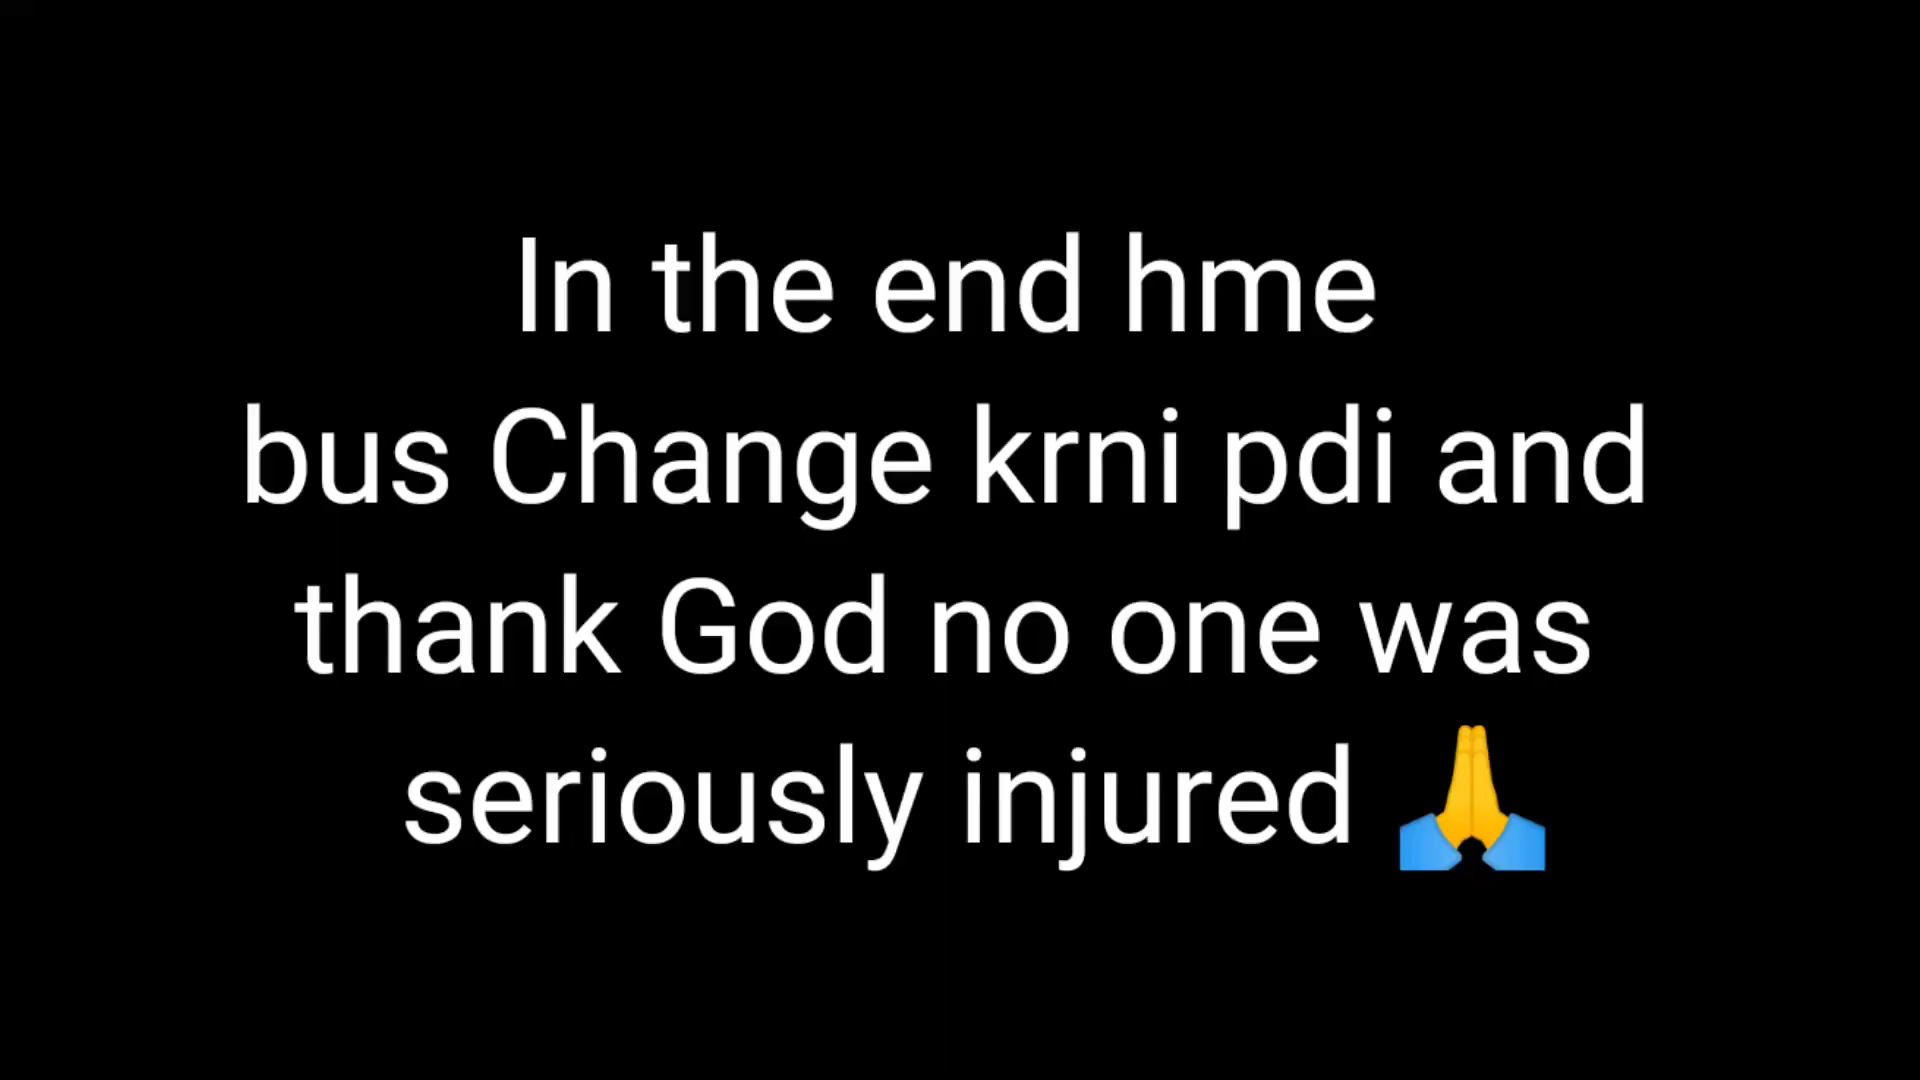 In the end hme
bus Change krni pdi and
thank God no one was
seriously injured 🙏